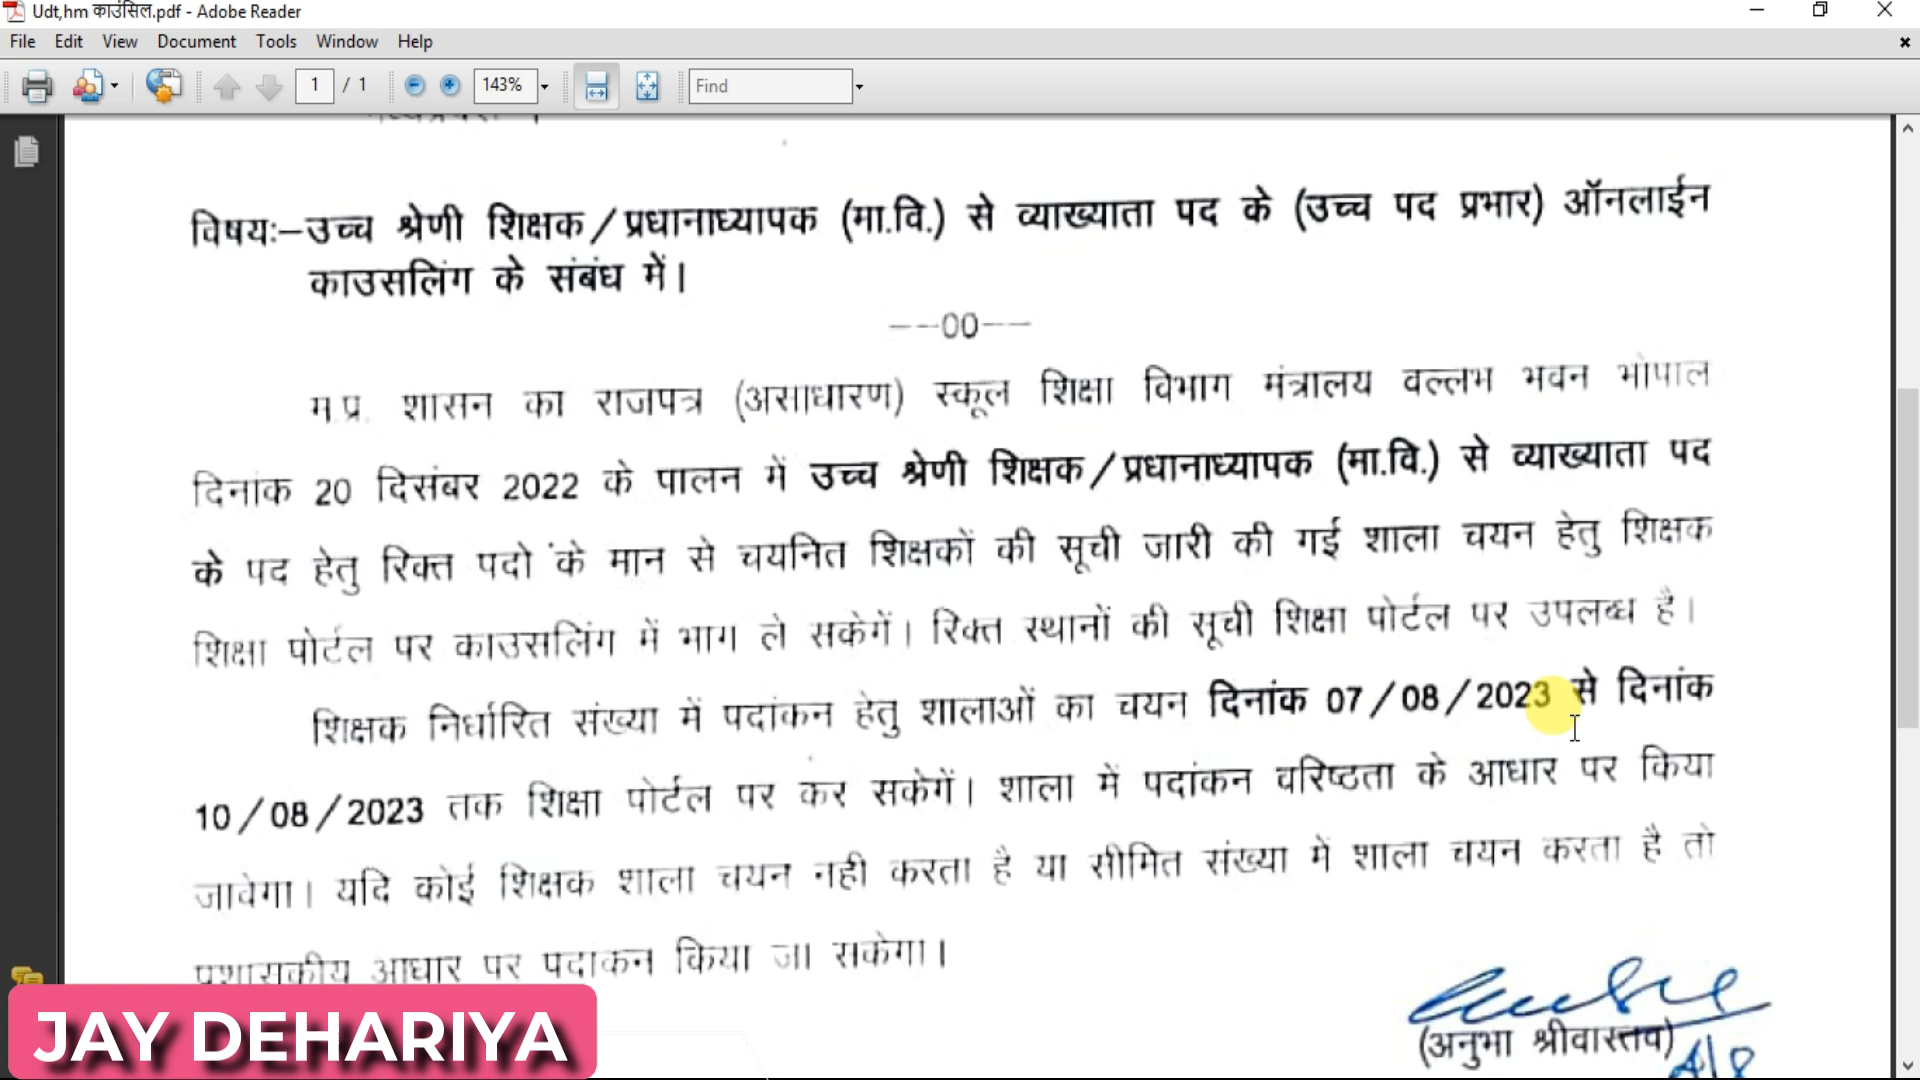 Udt,hm काउंसिल.pdf - Adobe Reader
File Edit View Document Tools Window Help
1 / 1 143% Find
विषयः–उच्च श्रेणी शिक्षक/प्रधानाध्यापक (मा.वि.) से व्याख्याता पद के (उच्च पद प्रभार) ऑनलाईन
काउसलिंग के संबंध में।
---00---
म.प्र. शासन का राजपत्र (असाधारण) स्कूल शिक्षा विभाग मंत्रालय वल्लभ भवन भोपाल
दिनांक 20 दिसंबर 2022 के पालन में उच्च श्रेणी शिक्षक/प्रधानाध्यापक (मा.वि.) से व्याख्याता पद
के पद हेतु रिक्त पदो के मान से चयनित शिक्षकों की सूची जारी की गई शाला चयन हेतु शिक्षक
शिक्षा पोर्टल पर काउसलिंग में भाग ले सकेगें। रिक्त स्थानों की सूची शिक्षा पोर्टल पर उपलब्ध है।
शिक्षक निर्धारित संख्या में पदांकन हेतु शालाओं का चयन दिनांक 07/08/2023 से दिनांक
10/08/2023 तक शिक्षा पोर्टल पर कर सकेगें। शाला में पदांकन वरिष्ठता के आधार पर किया
जावेगा। यदि कोई शिक्षक शाला चयन नही करता है या सीमित संख्या में शाला चयन करता है तो
प्रशासकीय आधार पर पदाकन किया जा सकेगा।
(अनुभा श्रीवास्तव)
JAY DEHARIYA